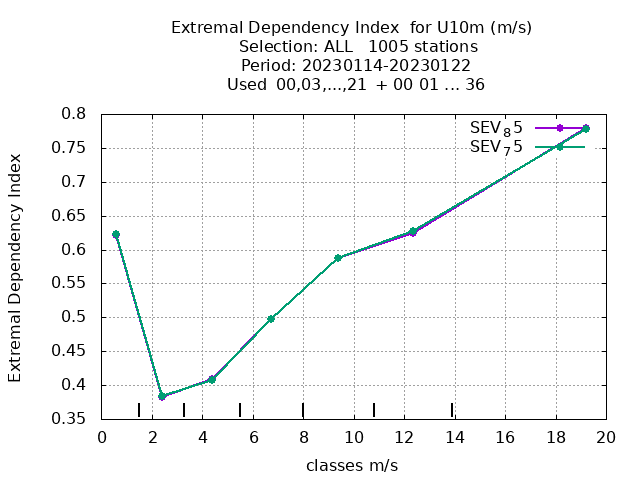 Extremal Dependency Index  for U10m (m/s)
Selection: ALL   1005 stations
Period: 20230114-20230122
Used  00,03,...,21  + 00 01 ... 36
Extremal Dependency Index
0.8
0.75
0.7
0.65
0.6
0.55
0.5
0.45
0.4
0.35
SEV₈5
SEV₇5
0 2 4 6 8 10 12 14 16 18 20
classes m/s